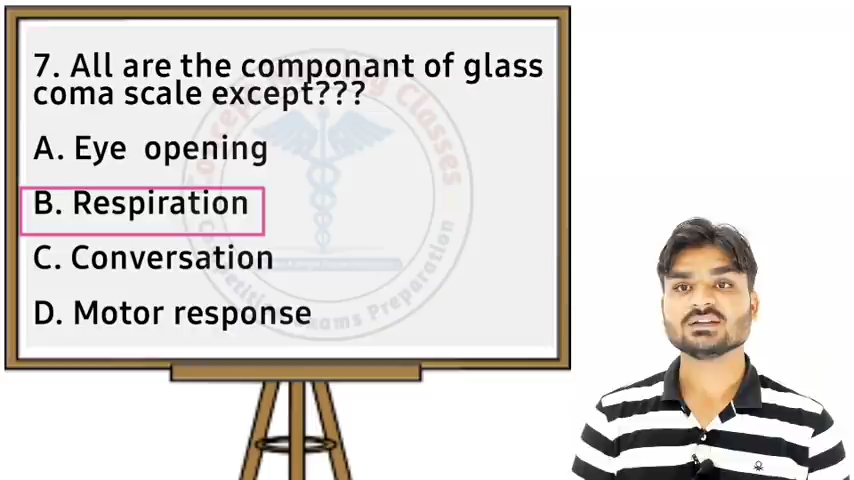 7. All are the componant of glass
coma scale except???
A. Eye opening
B. Respiration
C. Conversation
D. Motor response